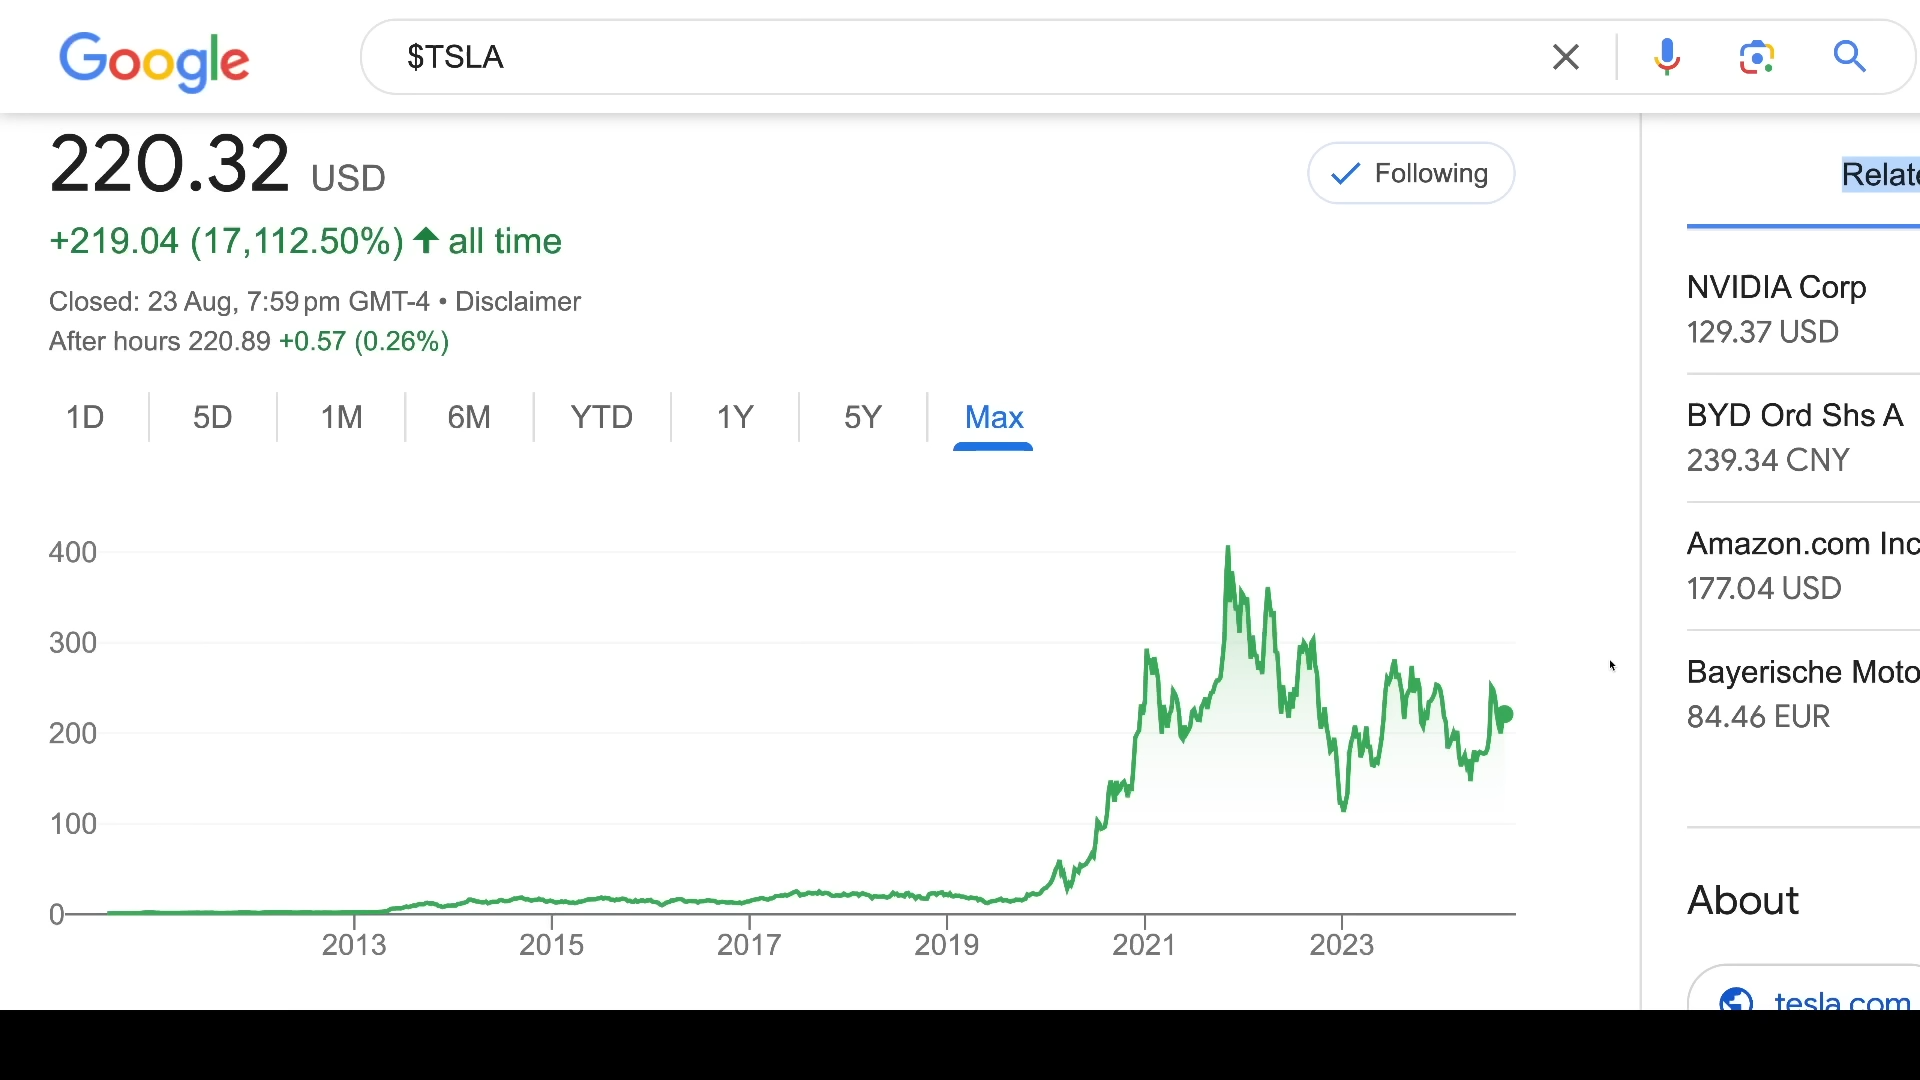 Google
$TSLA
220.32 USD
Following
+219.04 (17,112.50%) all time
Closed: 23 Aug, 7:59 pm GMT-4 • Disclaimer
After hours 220.89 +0.57 (0.26%)
1D 5D 1M 6M YTD 1Y 5Y Max
400
300
200
100
0
2013 2015 2017 2019 2021 2023
Relate
NVIDIA Corp
129.37 USD
BYD Ord Shs A
239.34 CNY
Amazon.com Inc
177.04 USD
Bayerische Moto
84.46 EUR
About
tesla.com